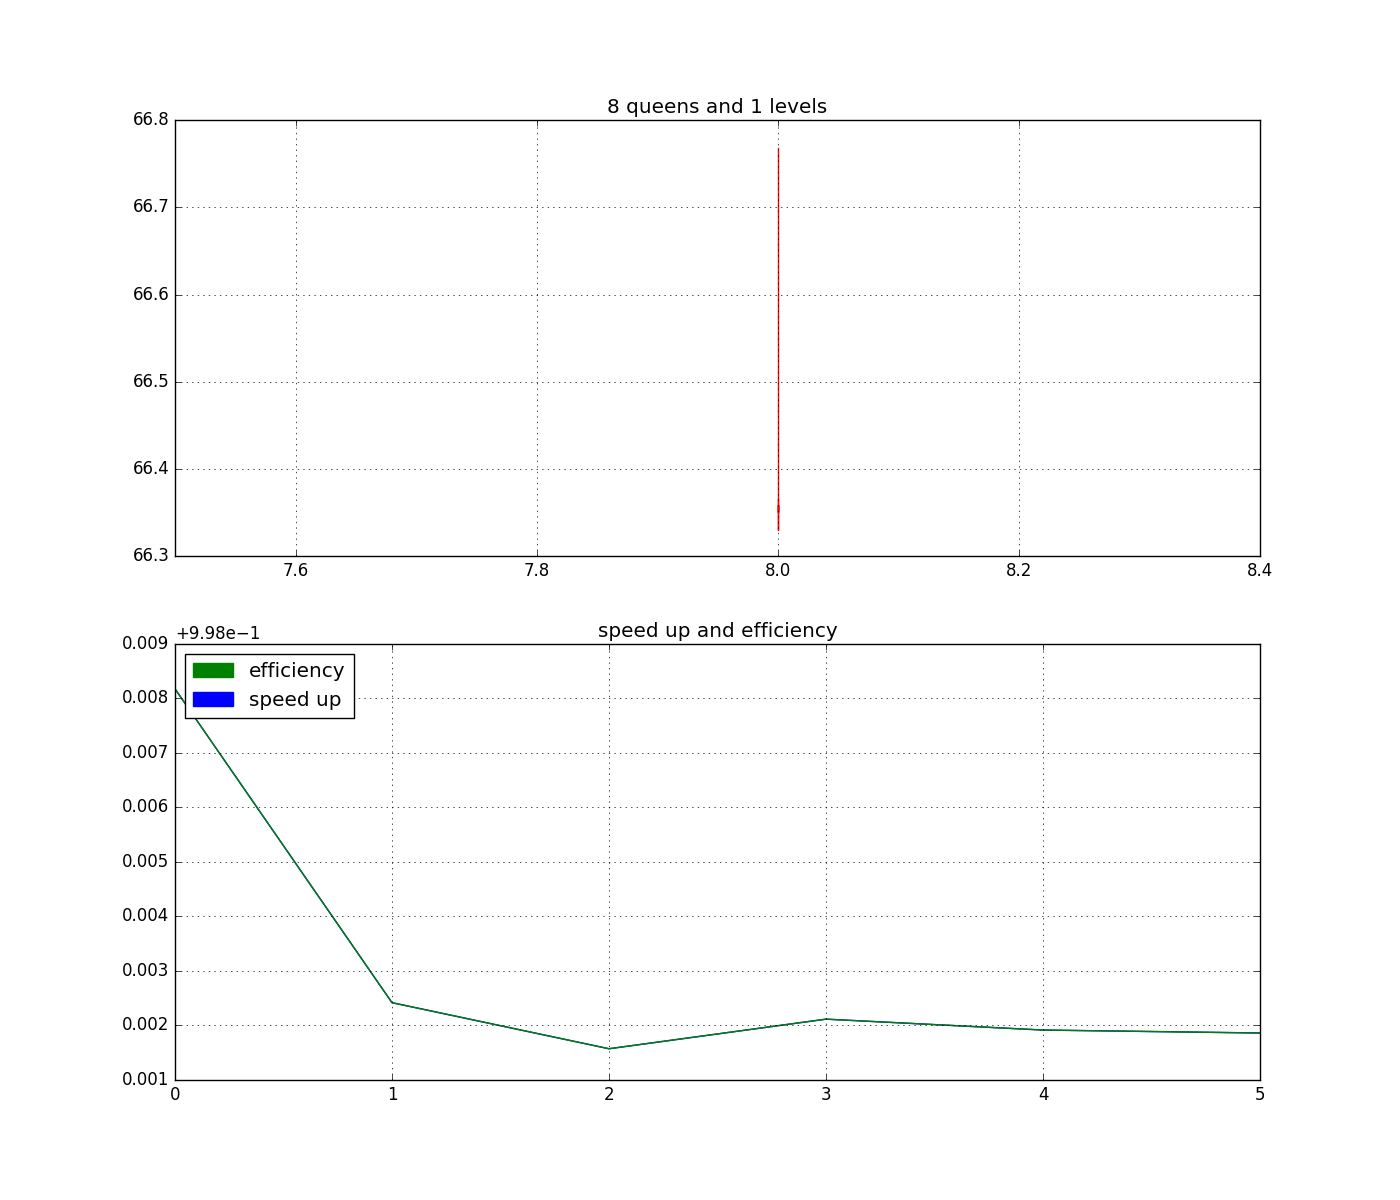 8 queens and 1 levels
66.8
66.7
66.6
66.5
66.4
66.3
7.6 7.8 8.0 8.2 8.4
speed up and efficiency
+9.98e−1
0.009
0.008
0.007
0.006
0.005
0.004
0.003
0.002
0.001
efficiency
speed up
0 1 2 3 4 5